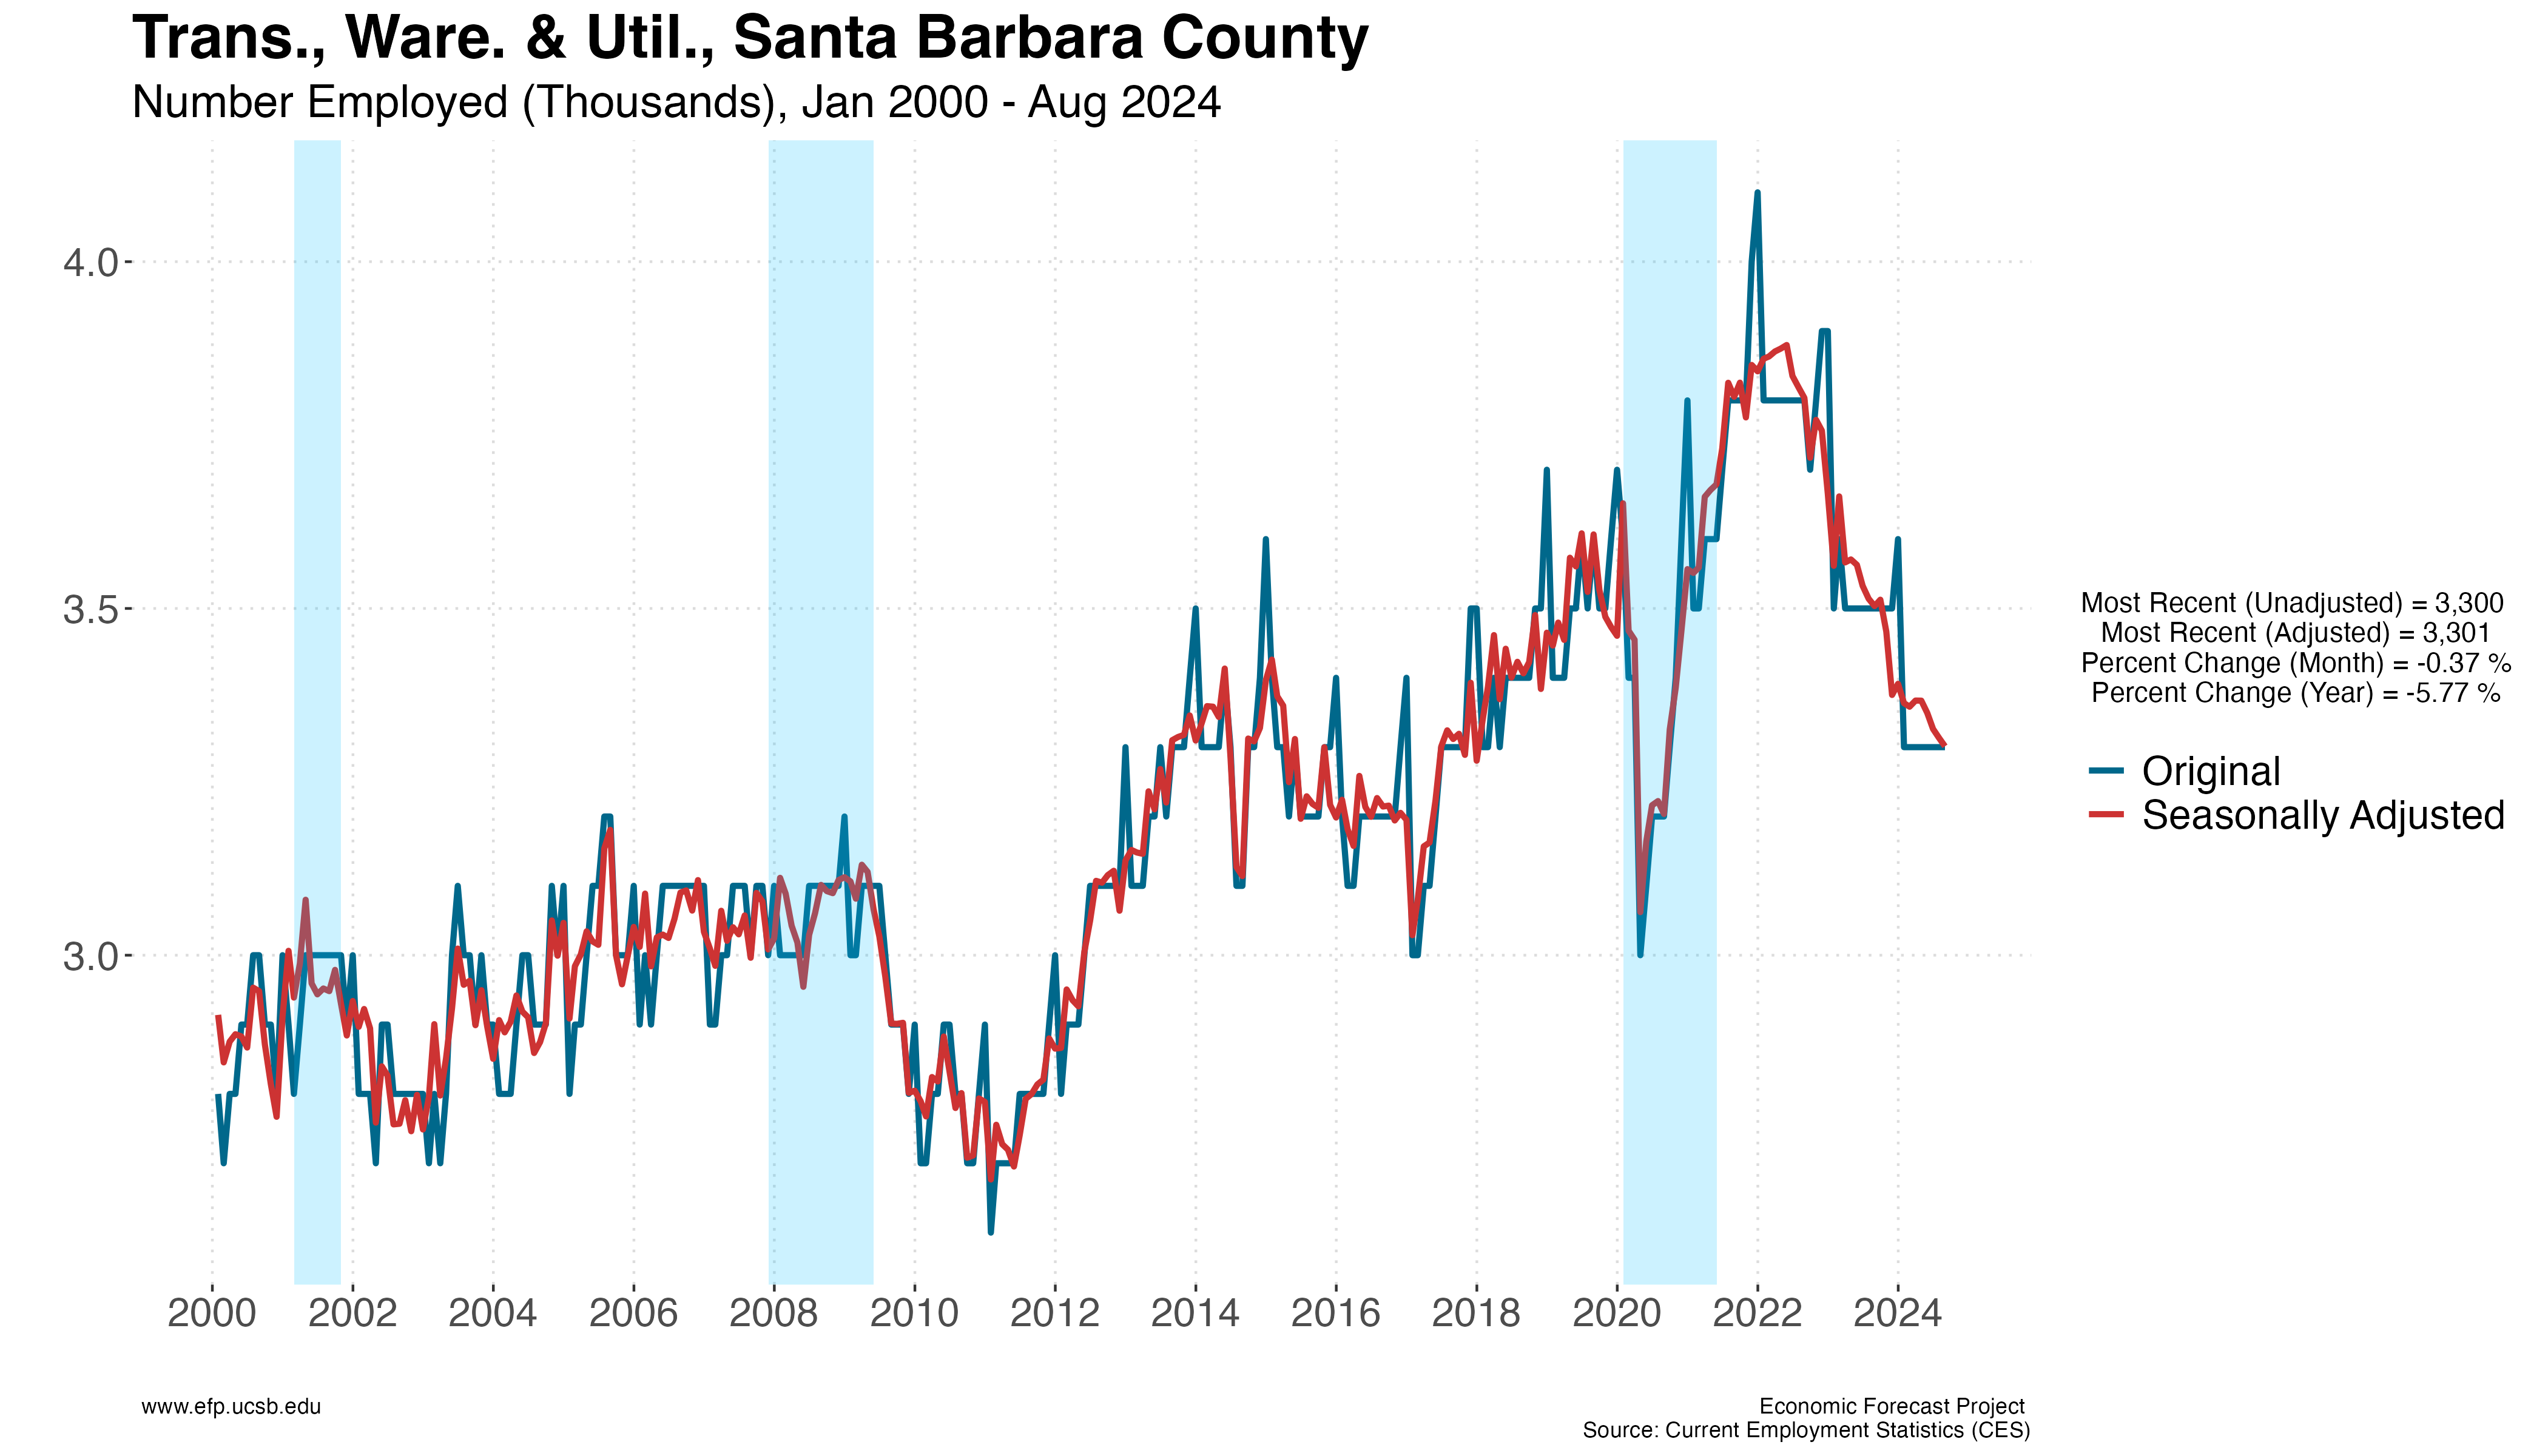 Trans., Ware. & Util., Santa Barbara County
Number Employed (Thousands), Jan 2000 - Aug 2024
4.0
3.5
3.0
2000 2002 2004 2006 2008 2010 2012 2014 2016 2018 2020 2022 2024
Most Recent (Unadjusted) = 3,300
Most Recent (Adjusted) = 3,301
Percent Change (Month) = -0.37 %
Percent Change (Year) = -5.77 %
Original
Seasonally Adjusted
www.efp.ucsb.edu
Economic Forecast Project
Source: Current Employment Statistics (CES)